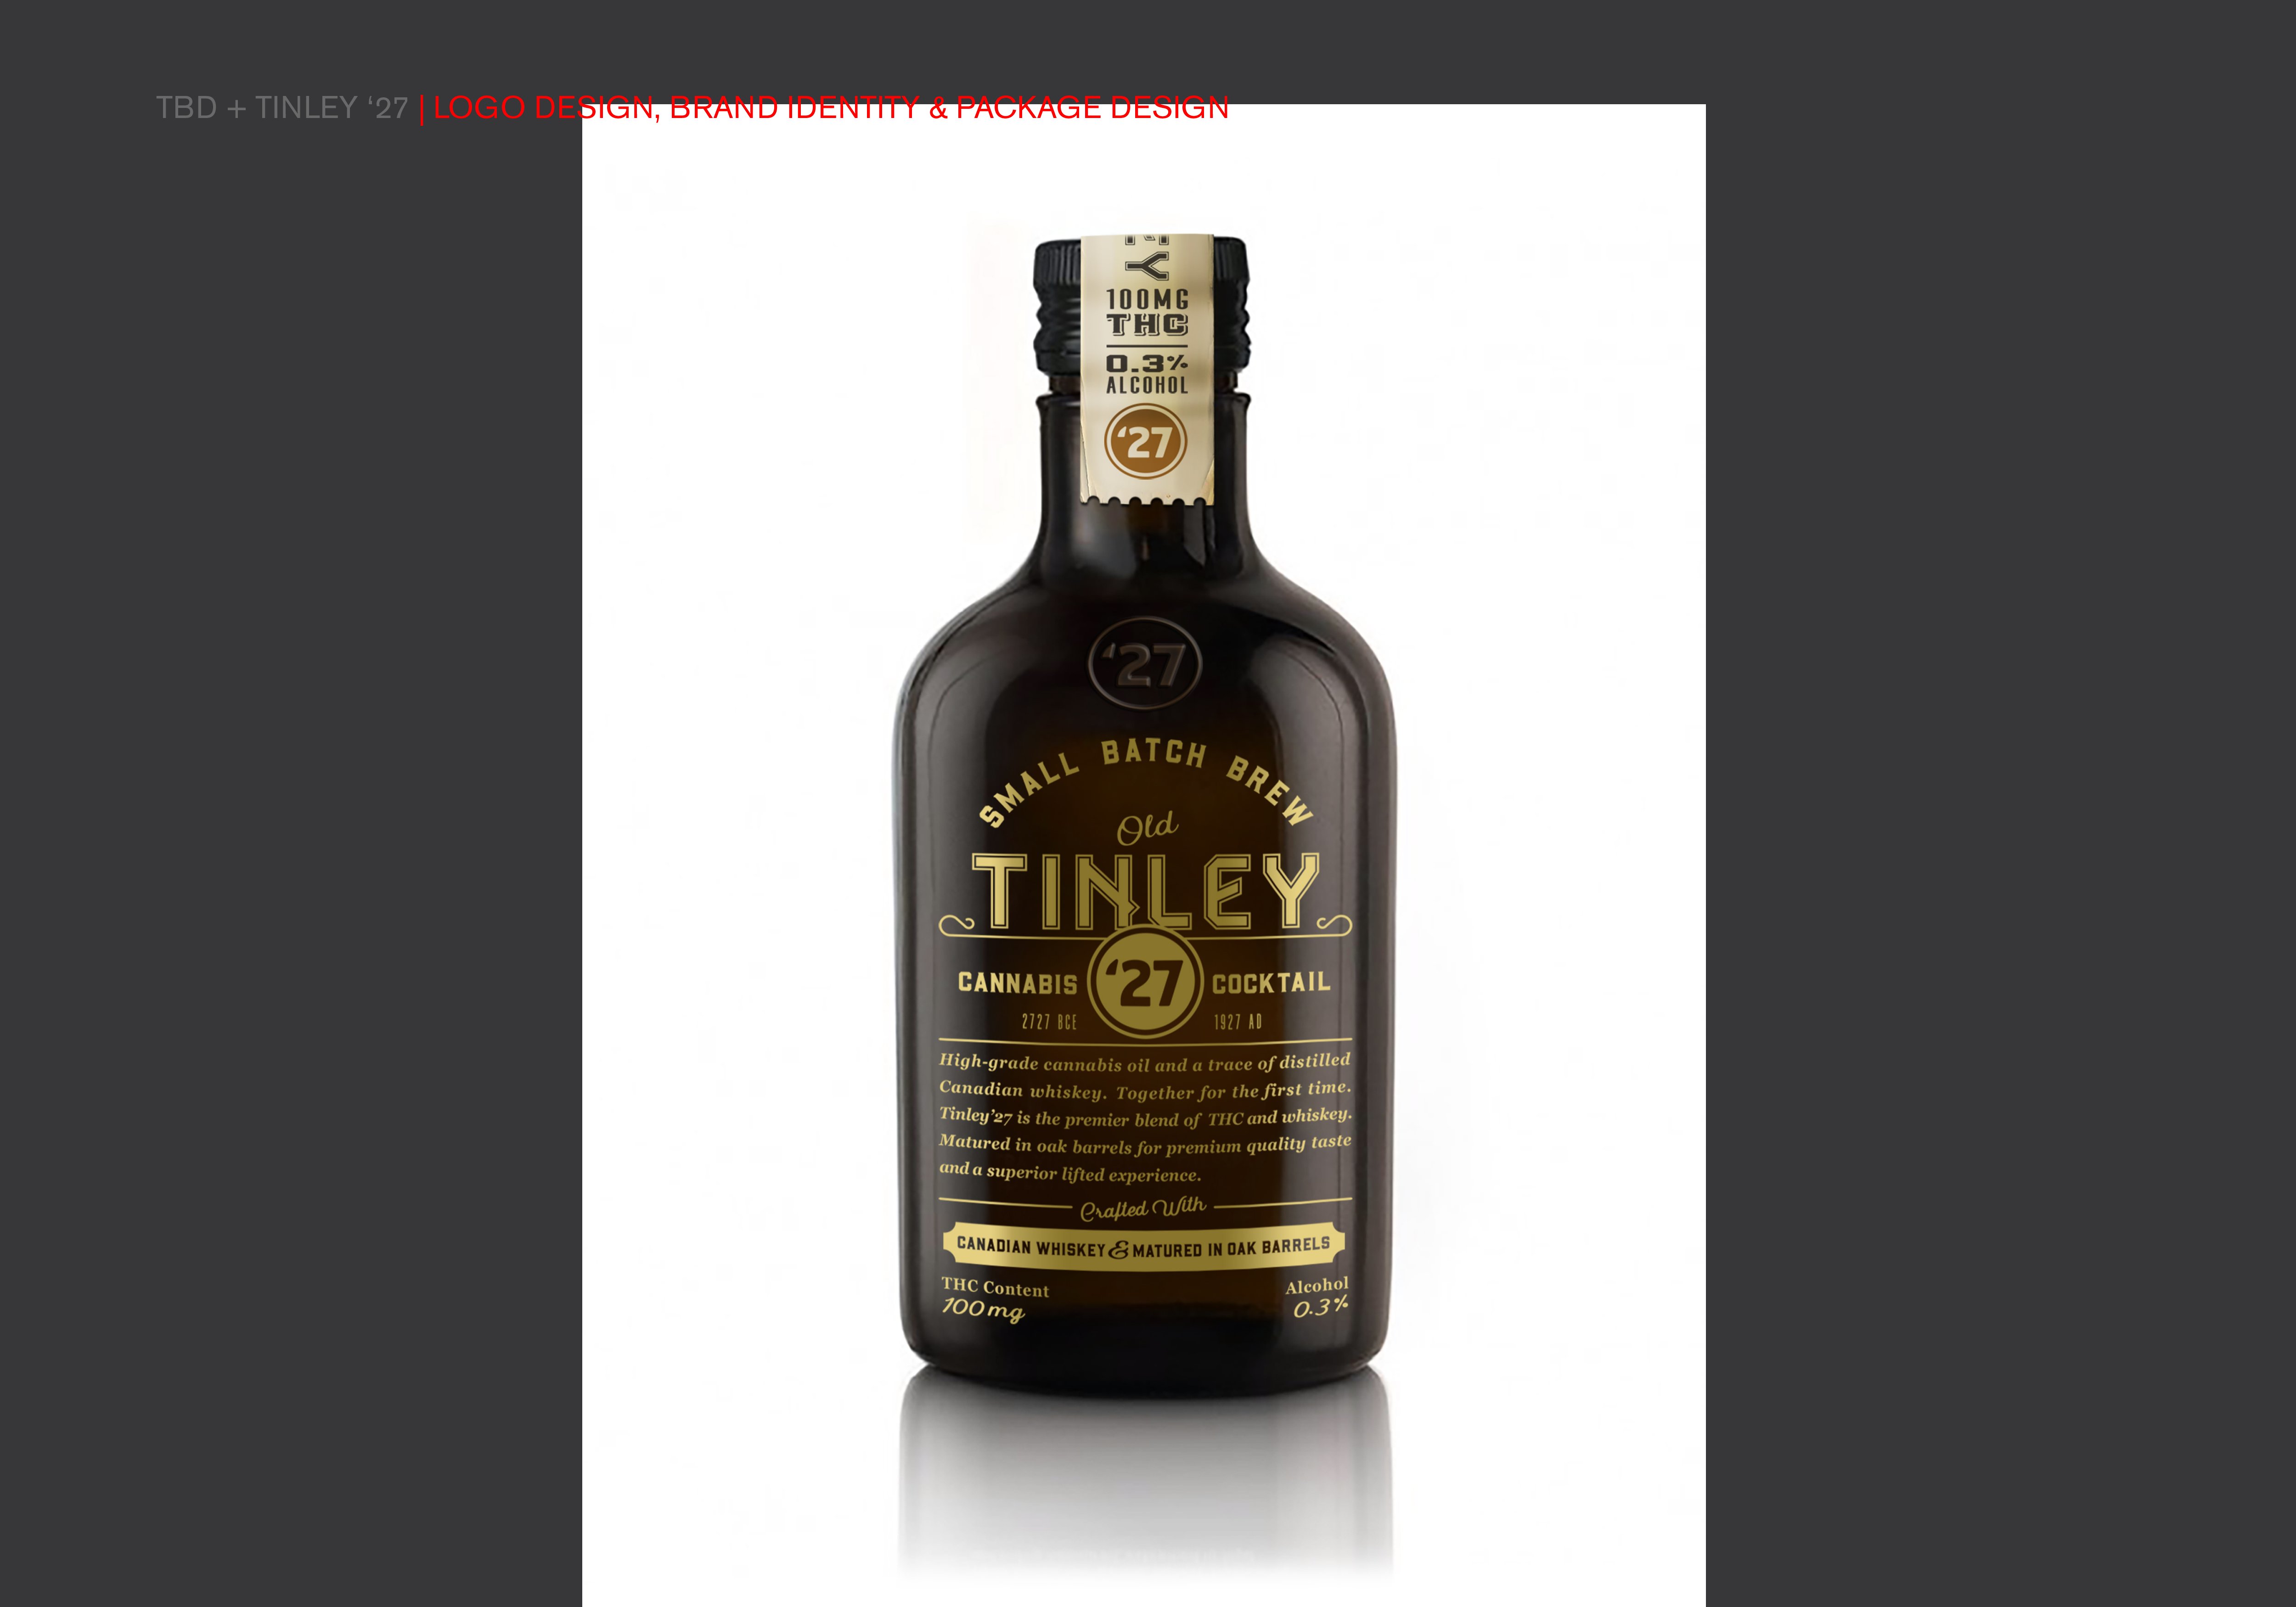 TBD + TINLEY ‘27 | LOGO DESIGN, BRAND IDENTITY & PACKAGE DESIGN
Y
100MG
THC
0.3%
ALCOHOL
‘27
‘27
SMALL BATCH BREW
Old
TINLEY
CANNABIS ‘27 COCKTAIL
2727 BCE 1927 AD
High-grade cannabis oil and a trace of distilled
Canadian whiskey. Together for the first time.
Tinley’27 is the premier blend of THC and whiskey.
Matured in oak barrels for premium quality taste
and a superior lifted experience.
Crafted With
CANADIAN WHISKEY & MATURED IN OAK BARRELS
THC Content Alcohol
100mg 0.3%